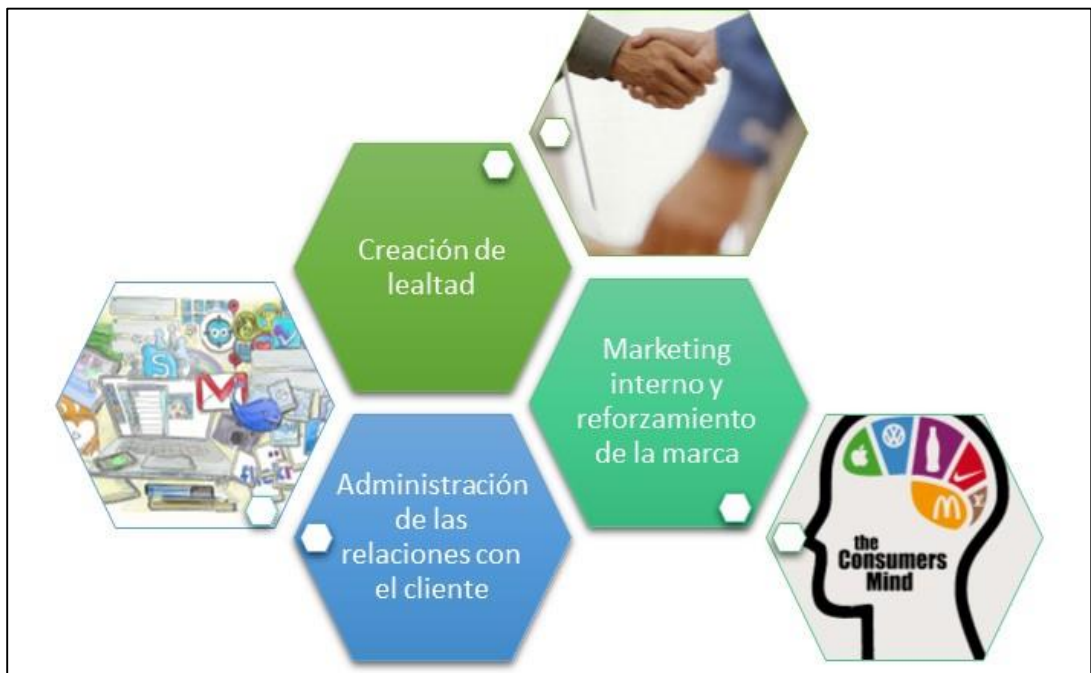 Creación de
lealtad
Marketing
interno y
reforzamiento
de la marca
Administración
de las
relaciones con
el cliente
the
Consumers
Mind
flickr